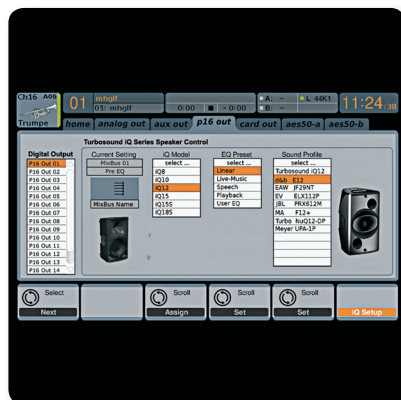 Ch16 A06
Trumpe
01
mhglf
01: mhglf
0:00
- 0:00
A: -
B: -
L 44K1
11:24:38
home analog out aux out p16 out card out aes50-a aes50-b
Turbosound iQ Series Speaker Control
Digital Output
P16 Out 01
P16 Out 02
P16 Out 03
P16 Out 04
P16 Out 05
P16 Out 06
P16 Out 07
P16 Out 08
P16 Out 09
P16 Out 10
P16 Out 11
P16 Out 12
P16 Out 13
P16 Out 14
Current Setting
MixBus 01
Pre EQ
MixBus Name
iQ Model
select ...
iQ8
iQ10
iQ12
iQ15
iQ15S
iQ18S
EQ Preset
select ...
Linear
Live-Music
Speech
Playback
User EQ
Sound Profile
select ...
Turbosound iQ12
d&b E12
EAW JF29NT
EV ELX112P
JBL PRX612M
MA F12+
Turbo NuQ12-DP
Meyer UPA-1P
Select
Next
Scroll
Assign
Scroll
Set
Scroll
Set
iQ Setup